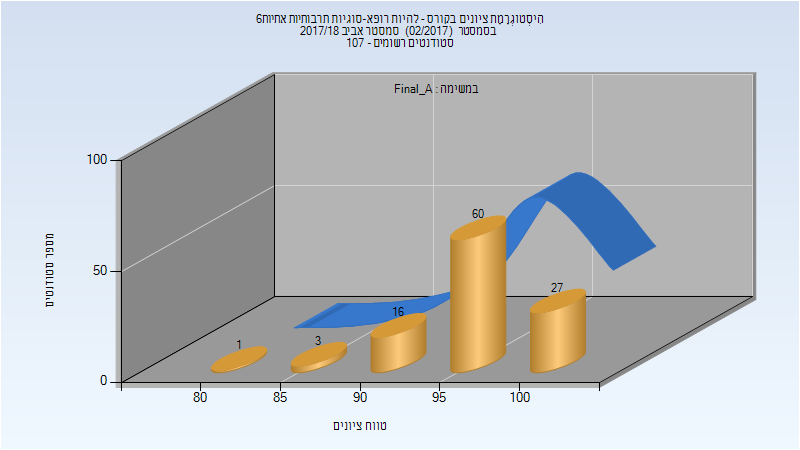 היסטוגרמת ציונים בקורס - להיות רופא-סוגיות תרבותיות אתיות6
בסמסטר (02/2017) סמסטר אביב 2017/18
סטודנטים רשומים - 107
במשימה : Final_A
מספר סטודנטים
100
50
0
1
3
16
60
27
80
85
90
95
100
טווח ציונים